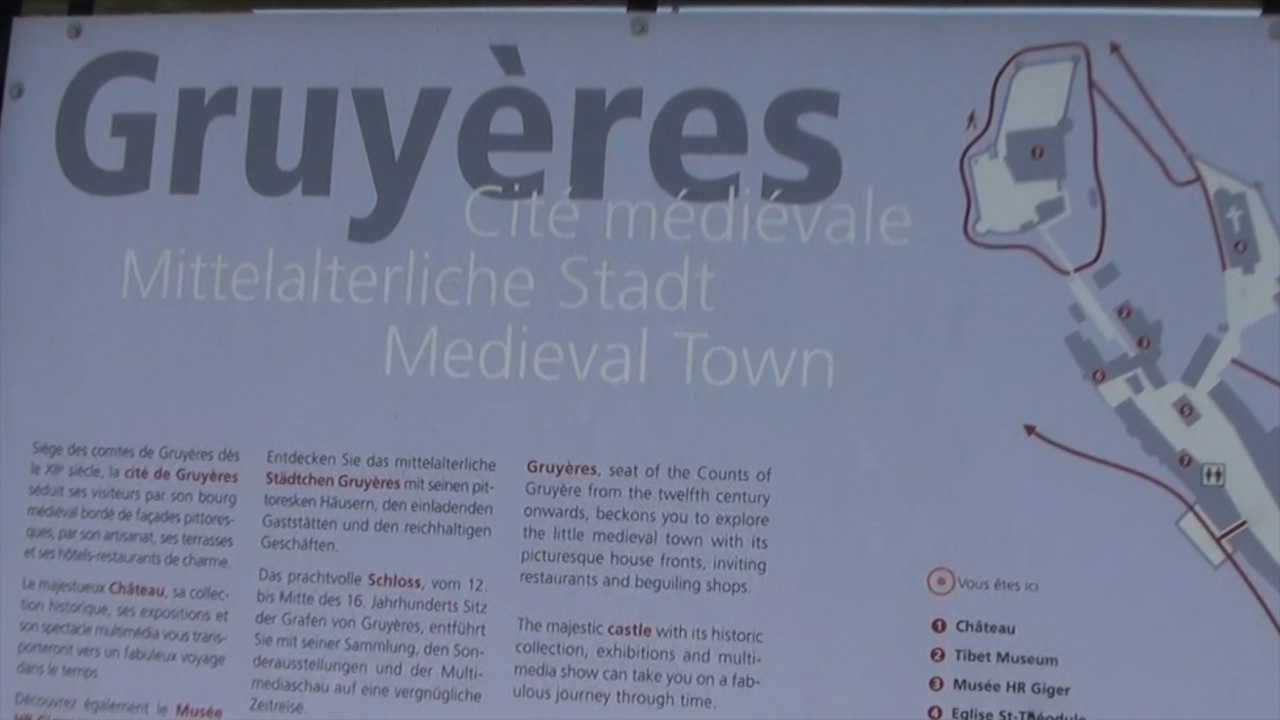 Gruyères
Cité médiévale
Mittelalterliche Stadt
Medieval Town
Siège des comtes de Gruyères dès
le XIIᵉ siècle, la cité de Gruyères
séduit ses visiteurs par son bourg
médiéval bordé de façades pittores-
ques, par son artisanat, ses terrasses
et ses hôtels-restaurants de charme.
Le majestueux Château, sa collec-
tion historique, ses expositions et
son spectacle multimédia vous trans-
porteront vers un fabuleux voyage
dans le temps.
Découvrez également le Musée
Entdecken Sie das mittelalterliche
Städtchen Gruyères mit seinen pit-
toresken Häusern, den einladenden
Gaststätten und den reichhaltigen
Geschäften.
Das prachtvolle Schloss, vom 12.
bis Mitte des 16. Jahrhunderts Sitz
der Grafen von Gruyères, entführt
Sie mit seiner Sammlung, den Son-
derausstellungen und der Multi-
mediaschau auf eine vergnügliche
Zeitreise.
Gruyères, seat of the Counts of
Gruyère from the twelfth century
onwards, beckons you to explore
the little medieval town with its
picturesque house fronts, inviting
restaurants and beguiling shops.
The majestic castle with its historic
collection, exhibitions and multi-
media show can take you on a fab-
ulous journey through time.
1
4
2
3
6
5
7
Vous êtes ici
1 Château
2 Tibet Museum
3 Musée HR Giger
4 Eglise St-Théodule